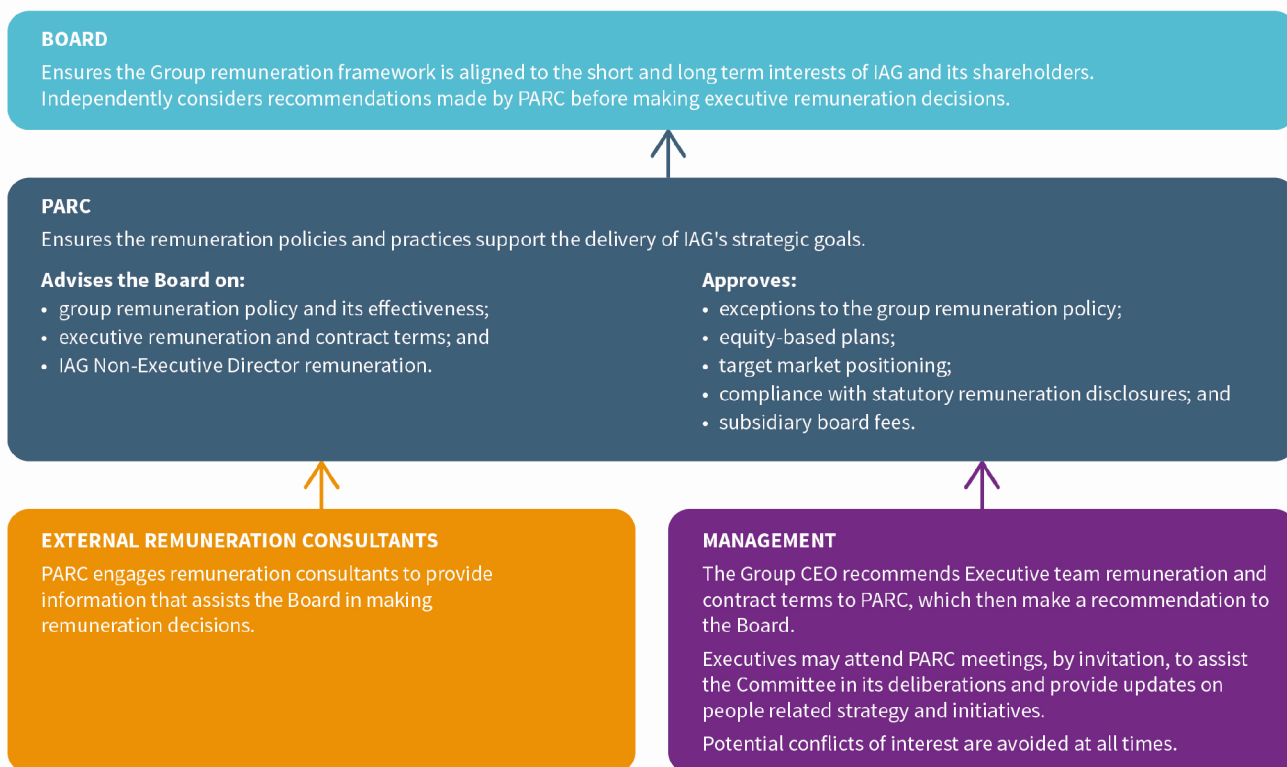 BOARD
Ensures the Group remuneration framework is aligned to the short and long term interests of IAG and its shareholders.
Independently considers recommendations made by PARC before making executive remuneration decisions.
PARC
Ensures the remuneration policies and practices support the delivery of IAG's strategic goals.
Advises the Board on:
• group remuneration policy and its effectiveness;
• executive remuneration and contract terms; and
• IAG Non-Executive Director remuneration.
Approves:
• exceptions to the group remuneration policy;
• equity-based plans;
• target market positioning;
• compliance with statutory remuneration disclosures; and
• subsidiary board fees.
EXTERNAL REMUNERATION CONSULTANTS
PARC engages remuneration consultants to provide
information that assists the Board in making
remuneration decisions.
MANAGEMENT
The Group CEO recommends Executive team remuneration and
contract terms to PARC, which then make a recommendation to
the Board.
Executives may attend PARC meetings, by invitation, to assist
the Committee in its deliberations and provide updates on
people related strategy and initiatives.
Potential conflicts of interest are avoided at all times.